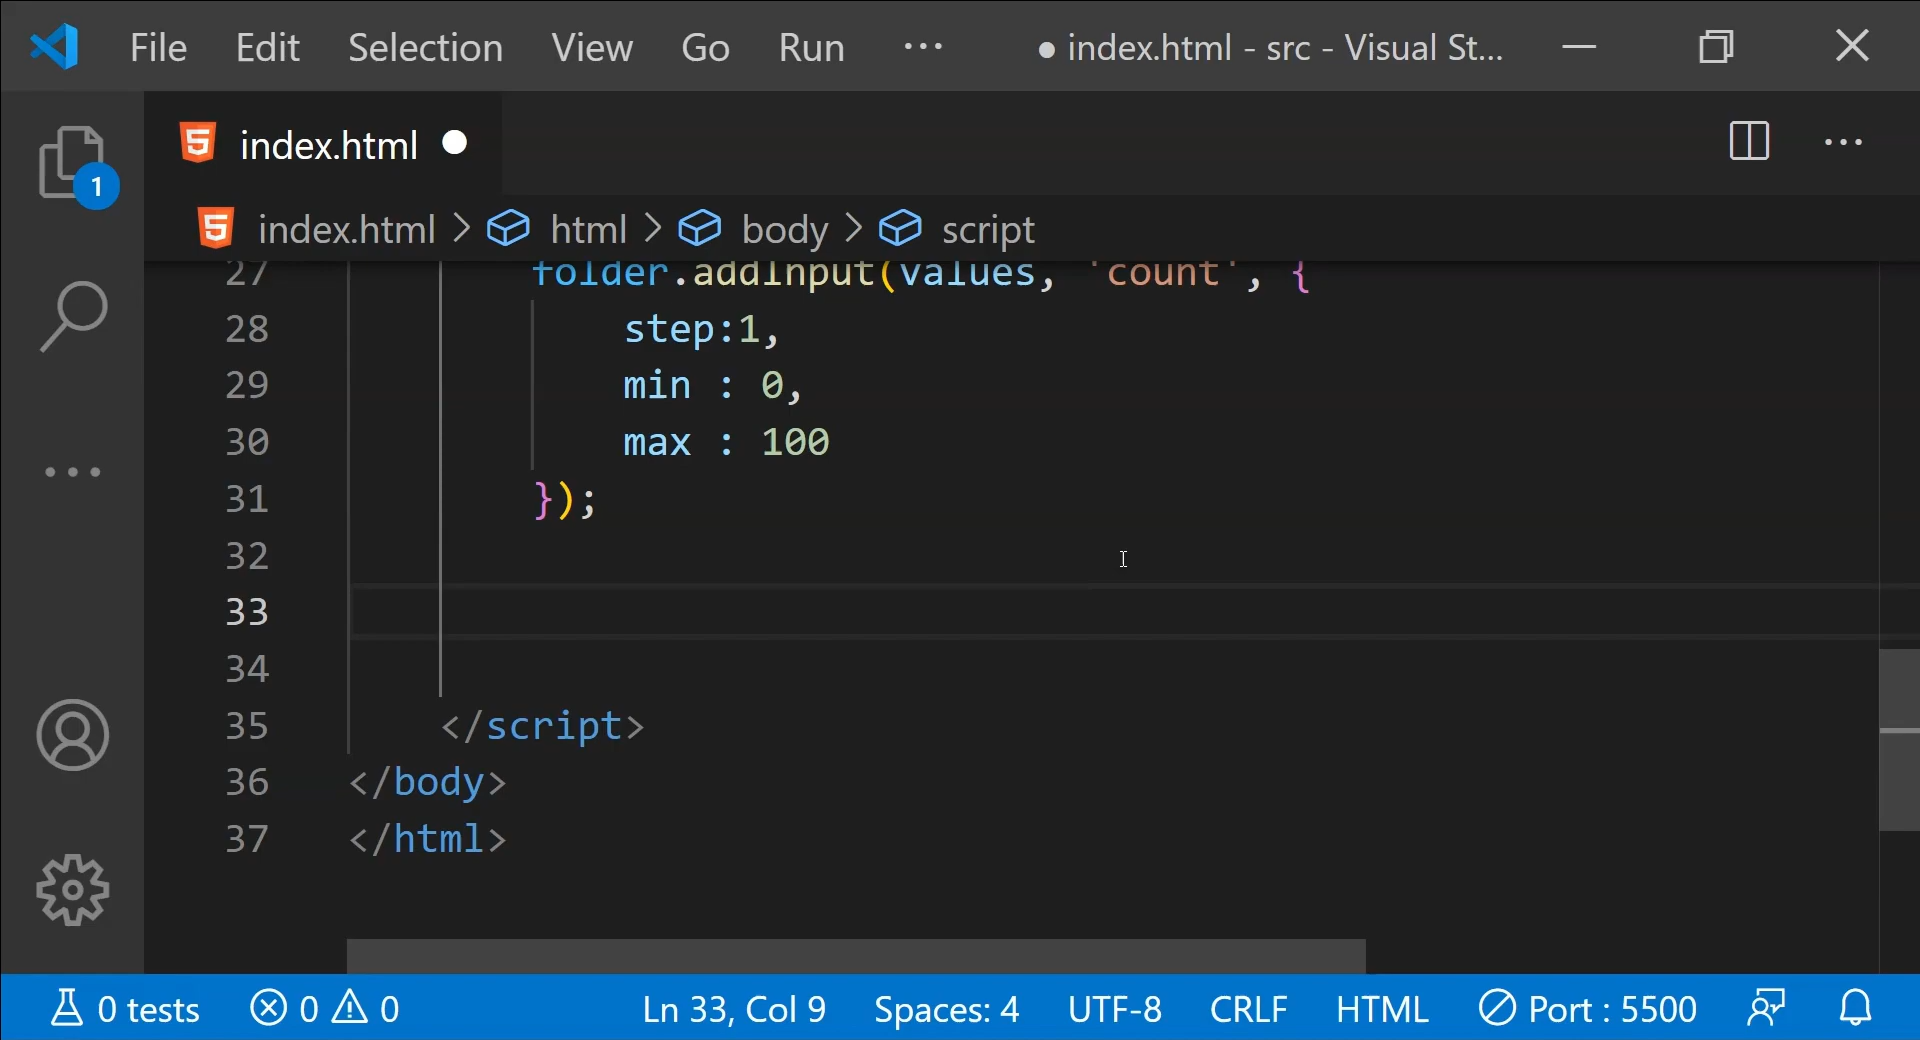 File Edit Selection View Go Run ··· ● index.html - src - Visual St...
index.html ●
1
index.html > html > body > script
27 folder.addInput(values, 'count', {
28 step:1,
29 min : 0,
30 max : 100
31 });
32
33
34
35 </script>
36 </body>
37 </html>
0 tests 0 0 Ln 33, Col 9 Spaces: 4 UTF-8 CRLF HTML Port : 5500